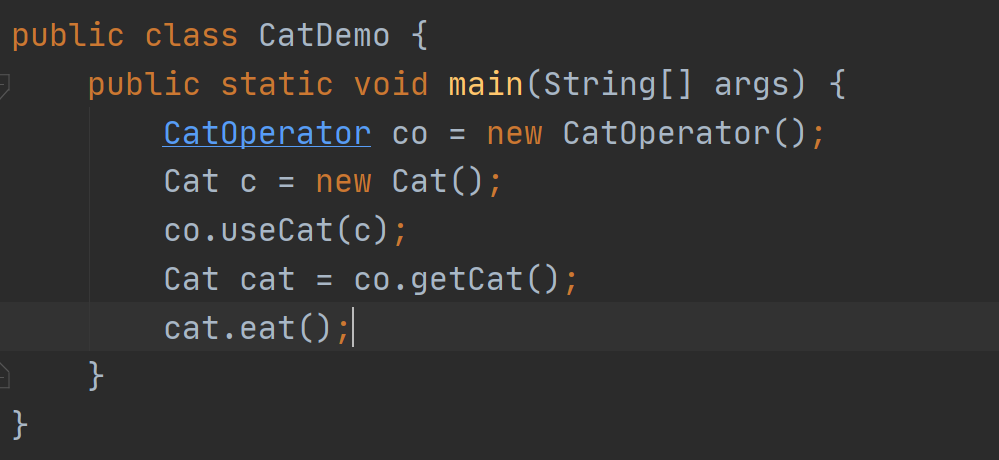 public class CatDemo {
    public static void main(String[] args) {
        CatOperator co = new CatOperator();
        Cat c = new Cat();
        co.useCat(c);
        Cat cat = co.getCat();
        cat.eat();
    }
}